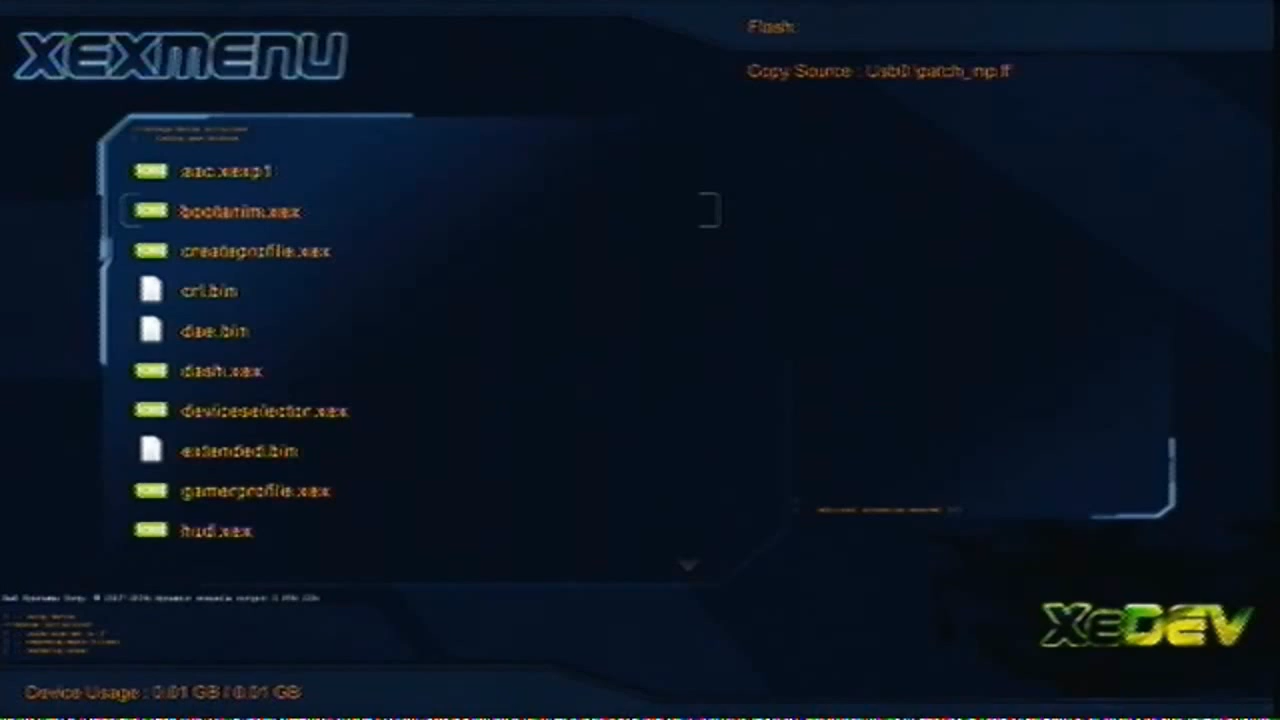 XEXMENU
Flash:
Copy Source : Usb0:\patch_mp.ff
aac.xexp1
bootanim.xex
createprofile.xex
crl.bin
dae.bin
dash.xex
deviceselector.xex
extended.bin
gamerprofile.xex
hud.xex
XeDEV
Device Usage : 0.01 GB / 0.01 GB